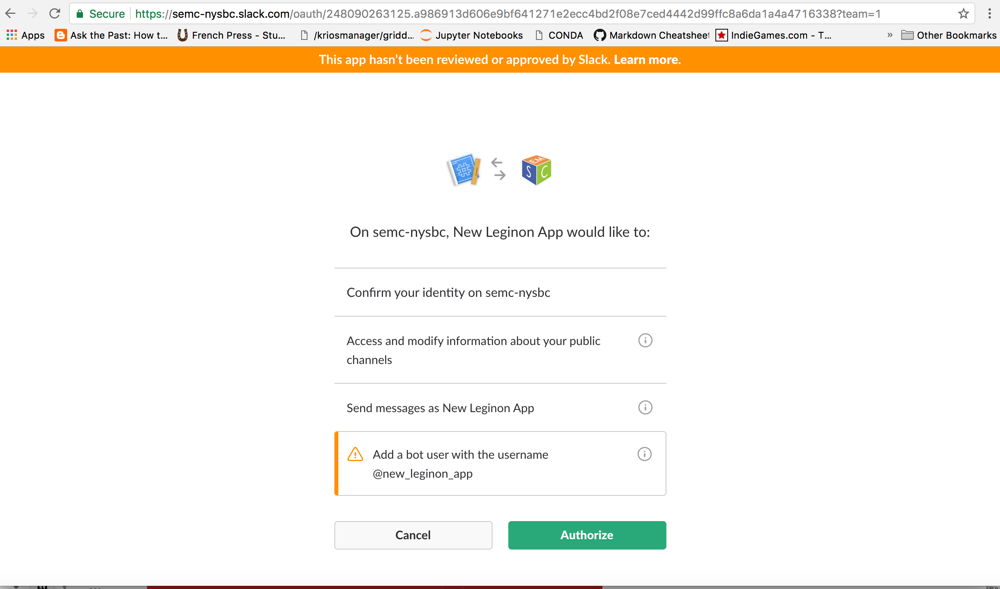 Secure https://semc-nysbc.slack.com/oauth/248090263125.a986913d606e9bf641271e2ecc4bd2f08e7ced4442d99ffc8a6da1a4a4716338?team=1
Apps Ask the Past: How t... French Press - Stu... /kriosmanager/gridd... Jupyter Notebooks CONDA Markdown Cheatsheet IndieGames.com - T... » Other Bookmarks
This app hasn’t been reviewed or approved by Slack. Learn more.
EM
S C
On semc-nysbc, New Leginon App would like to:
Confirm your identity on semc-nysbc
Access and modify information about your public
channels
Send messages as New Leginon App
Add a bot user with the username
@new_leginon_app
Cancel Authorize